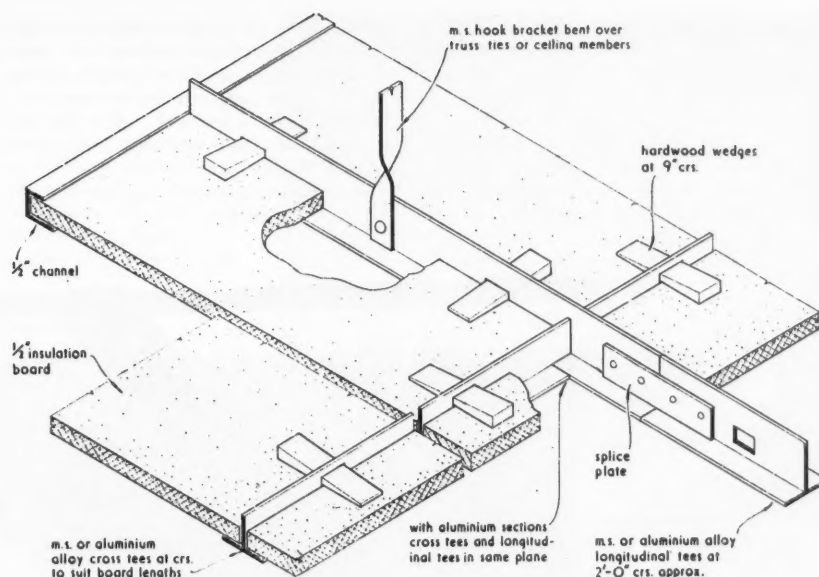 m.s. hook bracket bent over
truss ties or ceiling members
hardwood wedges
at 9" crs.
½" channel
½" insulation
board
splice
plate
m.s. or aluminium
alloy cross tees at crs.
to suit board lengths
with aluminium sections
cross tees and longitud-
inal tees in same plane
m.s. or aluminium alloy
longitudinal tees at
2'-0" crs. approx.